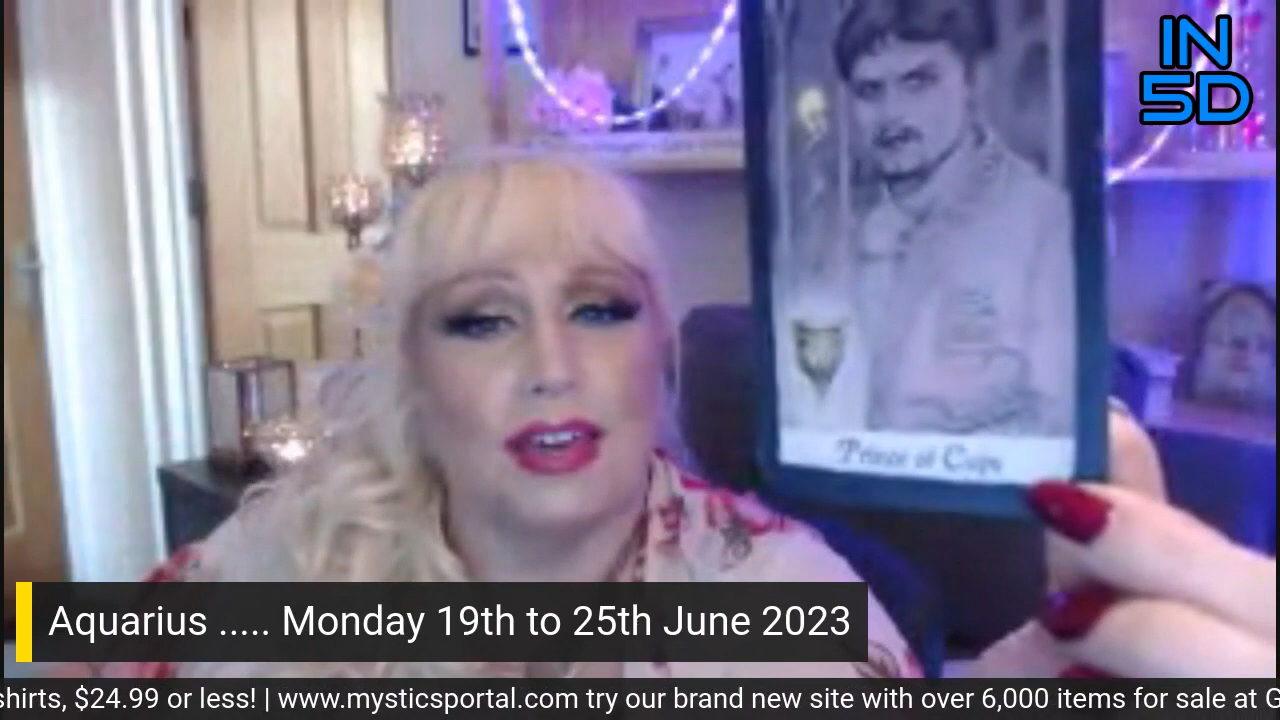 IN
5D
Prince of Cups
Aquarius ..... Monday 19th to 25th June 2023
shirts, $24.99 or less! | www.mysticsportal.com try our brand new site with over 6,000 items for sale at G